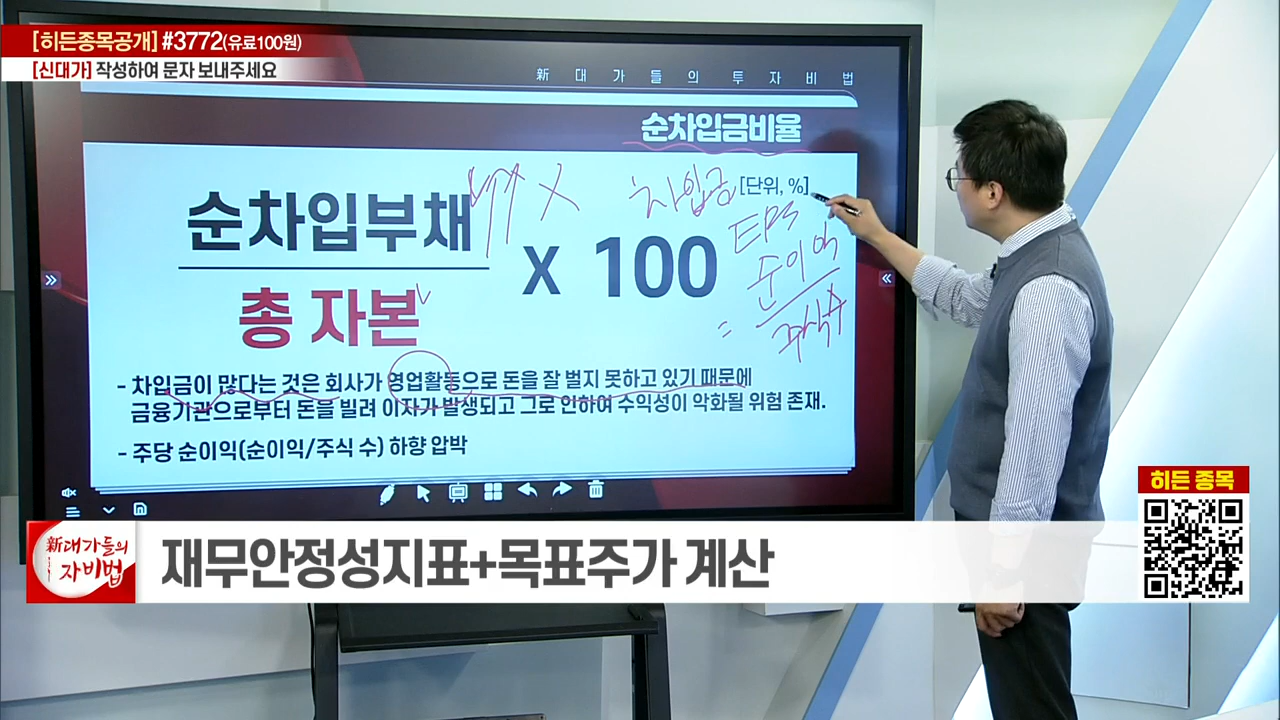 [히든종목공개] #3772(유료100원)
[신대가] 작성하여 문자 보내주세요
新 대 가 들 의 투 자 비 법
순차입금비율
[단위, %]
차입금
순차입부채
총 자본
X 100
EPS
순이익
=
주식수
- 차입금이 많다는 것은 회사가 영업활동으로 돈을 잘 벌지 못하고 있기 때문에
금융기관으로부터 돈을 빌려 이자가 발생되고 그로 인하여 수익성이 악화될 위험 존재.
- 주당 순이익(순이익/주식 수) 하향 압박
히든 종목
新대가들의
자비법
재무안정성지표+목표주가 계산